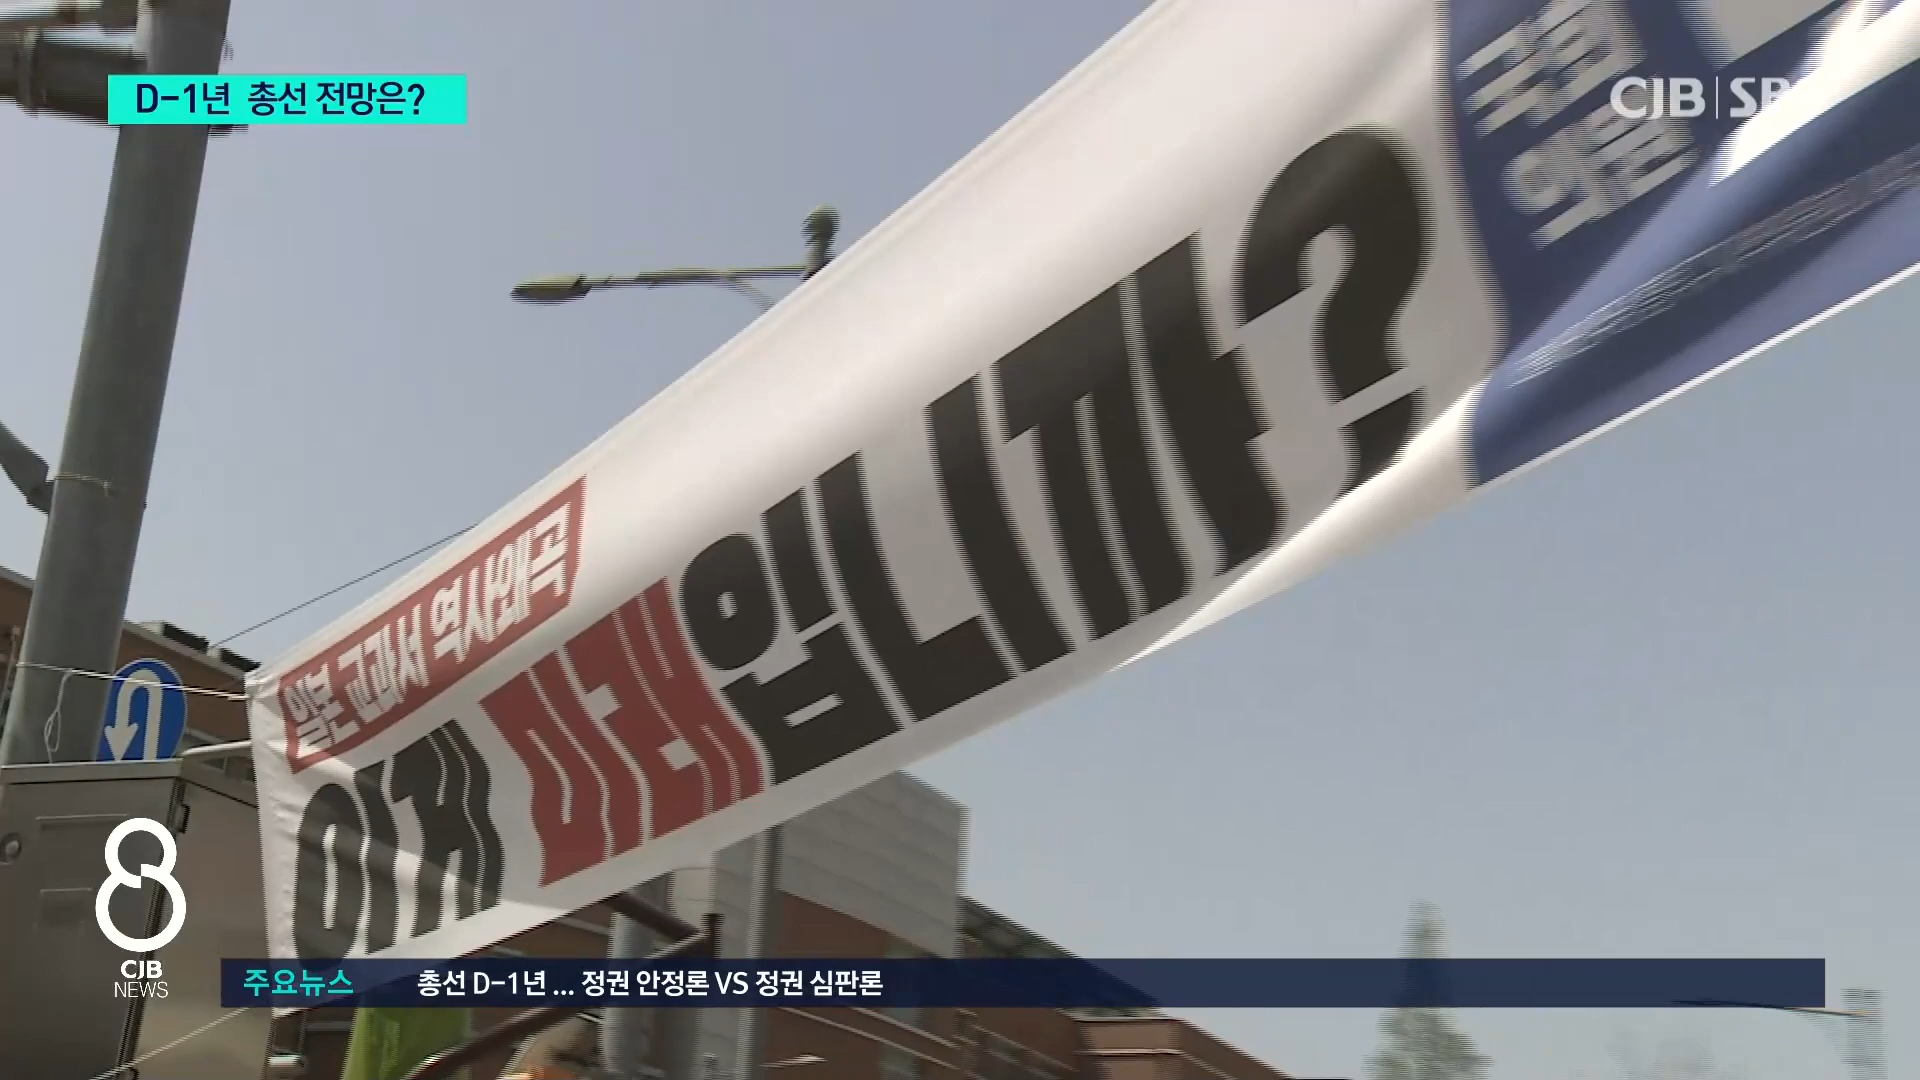 D-1년 총선 전망은?
CJB SB
일본 교과서 역사왜곡
이게 미래입니까?
8
CJB
NEWS
주요뉴스 총선 D-1년... 정권 안정론 VS 정권 심판론